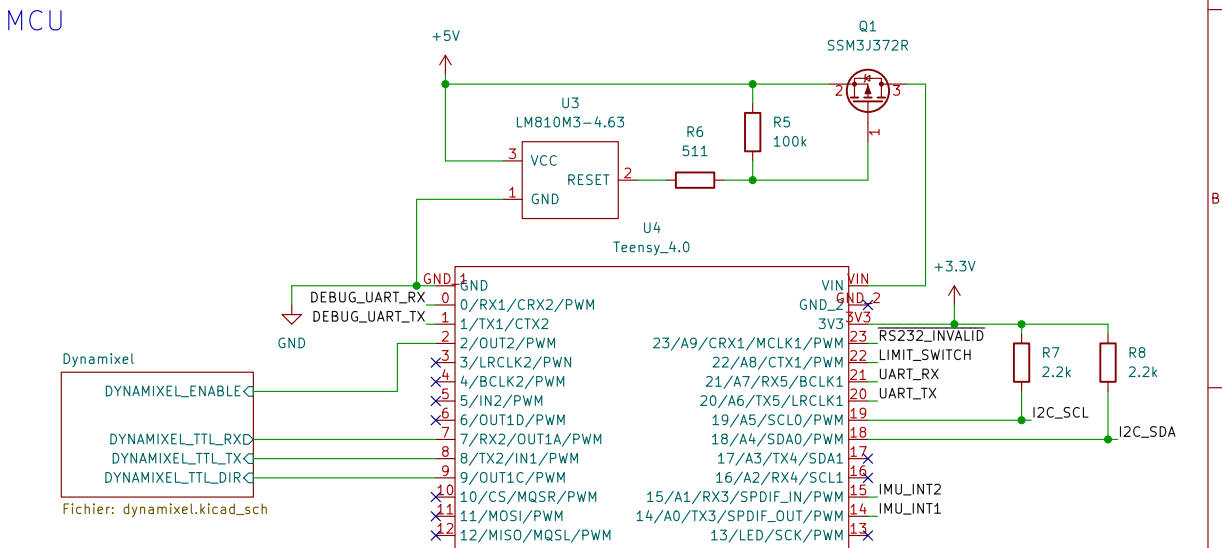 MCU
Q1
SSM3J372R
+5V
2
3
1
U3
LM810M3-4.63
R6
511
R5
100k
3
VCC
RESET
2
1
GND
U4
Teensy_4.0
+3.3V
B
GND_1
GND
VIN
VIN
DEBUG_UART_RX
0
0/RX1/CRX2/PWM
GND_2
GND_2
DEBUG_UART_TX
1
1/TX1/CTX2
3V3
3V3
GND
2
2/OUT2/PWM
23/A9/CRX1/MCLK1/PWM
23
RS232_INVALID
Dynamixel
3
3/LRCLK2/PWN
22/A8/CTX1/PWM
22
LIMIT_SWITCH
R7
2.2k
R8
2.2k
4
4/BCLK2/PWM
21/A7/RX5/BCLK1
21
UART_RX
DYNAMIXEL_ENABLE
5
5/IN2/PWM
20/A6/TX5/LRCLK1
20
UART_TX
6
6/OUT1D/PWM
19/A5/SCL0/PWM
19
I2C_SCL
DYNAMIXEL_TTL_RX
7
7/RX2/OUT1A/PWM
18/A4/SDA0/PWM
18
I2C_SDA
DYNAMIXEL_TTL_TX
8
8/TX2/IN1/PWM
17/A3/TX4/SDA1
17
DYNAMIXEL_TTL_DIR
9
9/OUT1C/PWM
16/A2/RX4/SCL1
16
10
10/CS/MQSR/PWM
15/A1/RX3/SPDIF_IN/PWM
15
IMU_INT2
Fichier: dynamixel.kicad_sch
11
11/MOSI/PWM
14/A0/TX3/SPDIF_OUT/PWM
14
IMU_INT1
12
12/MISO/MQSL/PWM
13/LED/SCK/PWM
13